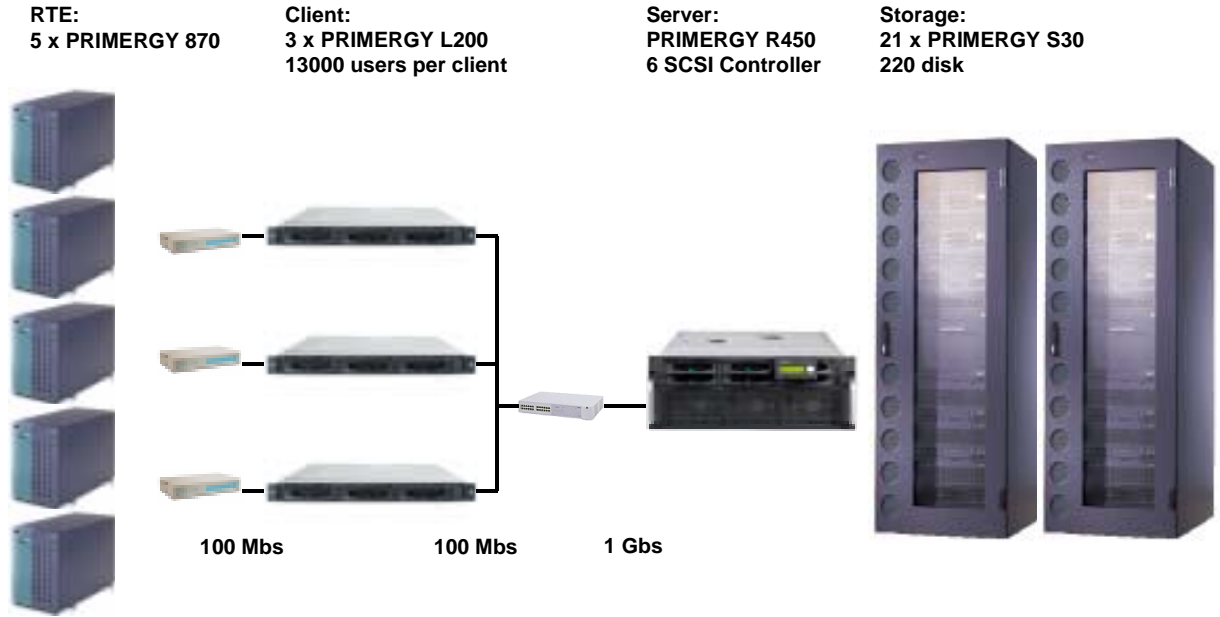 RTE:
5 x PRIMERGY 870
Client:
3 x PRIMERGY L200
13000 users per client
Server:
PRIMERGY R450
6 SCSI Controller
Storage:
21 x PRIMERGY S30
220 disk
100 Mbs
100 Mbs
1 Gbs